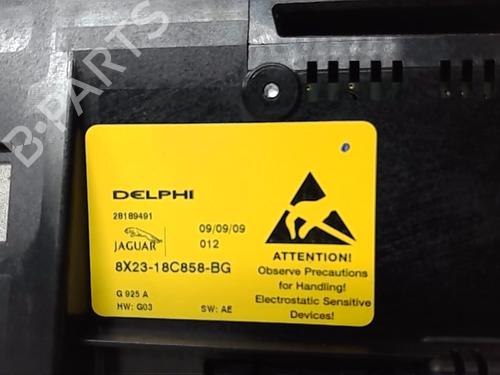 B-PARTS
DELPHI
28189491
JAGUAR
09/09/09
012
8X23-18C858-BG
G 925 A
HW: G03
SW: AE
ATTENTION!
Observe Precautions
for Handling!
Electrostatic Sensitive
Devices!